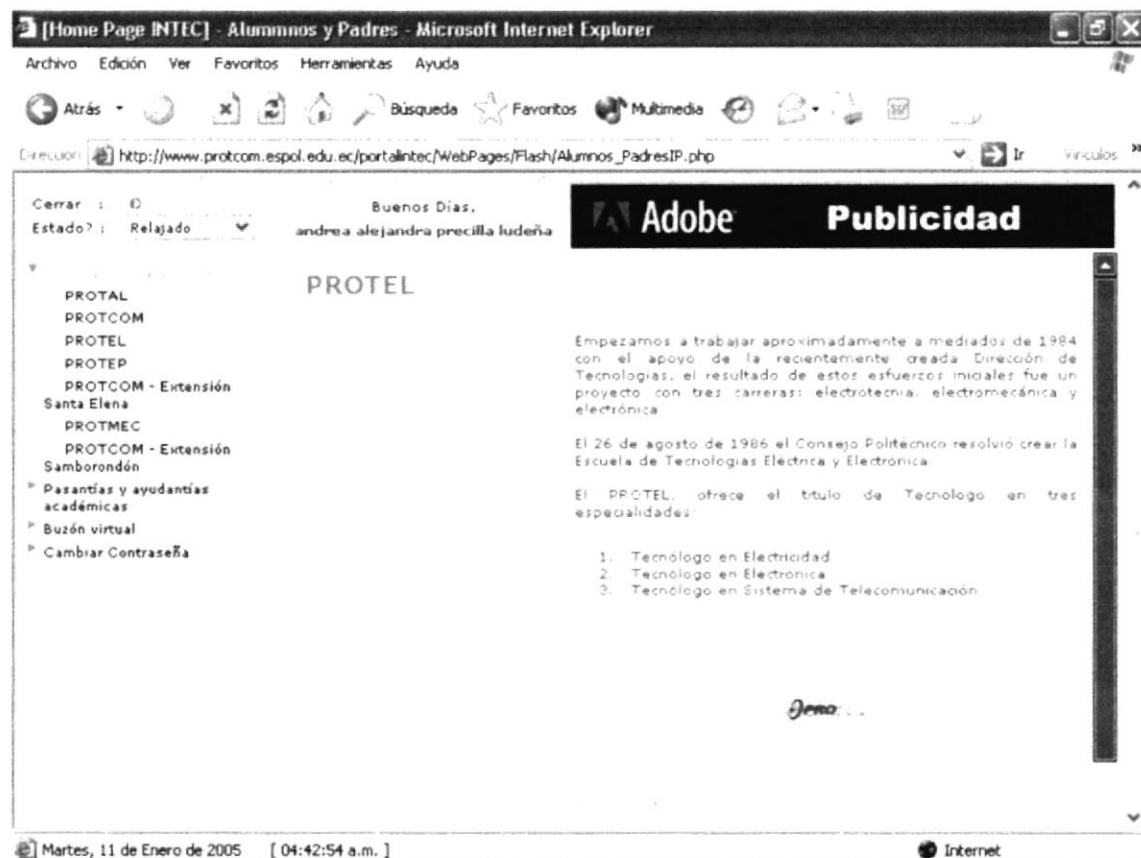 [Home Page INTEC] - Alummnos y Padres - Microsoft Internet Explorer
Archivo Edición Ver Favoritos Herramientas Ayuda
Atrás Búsqueda Favoritos Multimedia
Dirección http://www.protcom.espol.edu.ec/portalintec/WebPages/Flash/Alumnos_PadresIP.php Ir Vínculos »
Cerrar :
Estado? : Relajado
Buenos Días,
andrea alejandra precilla ludeña
Adobe Publicidad
PROTAL
PROTCOM
PROTEL
PROTEP
PROTCOM - Extensión
Santa Elena
PROTMEC
PROTCOM - Extensión
Samborondón
Pasantías y ayudantías
académicas
Buzón virtual
Cambiar Contraseña
PROTEL
Empezamos a trabajar aproximadamente a mediados de 1984
con el apoyo de la recientemente creada Dirección de
Tecnologías, el resultado de estos esfuerzos iniciales fue un
proyecto con tres carreras: electrotecnia, electromecánica y
electrónica
El 26 de agosto de 1986 el Consejo Politécnico resolvió crear la
Escuela de Tecnologías Eléctrica y Electrónica
El PROTEL, ofrece el título de Tecnólogo en tres
especialidades:
1. Tecnólogo en Electricidad
2. Tecnólogo en Electrónica
3. Tecnólogo en Sistema de Telecomunicación
Martes, 11 de Enero de 2005 [ 04:42:54 a.m. ] Internet